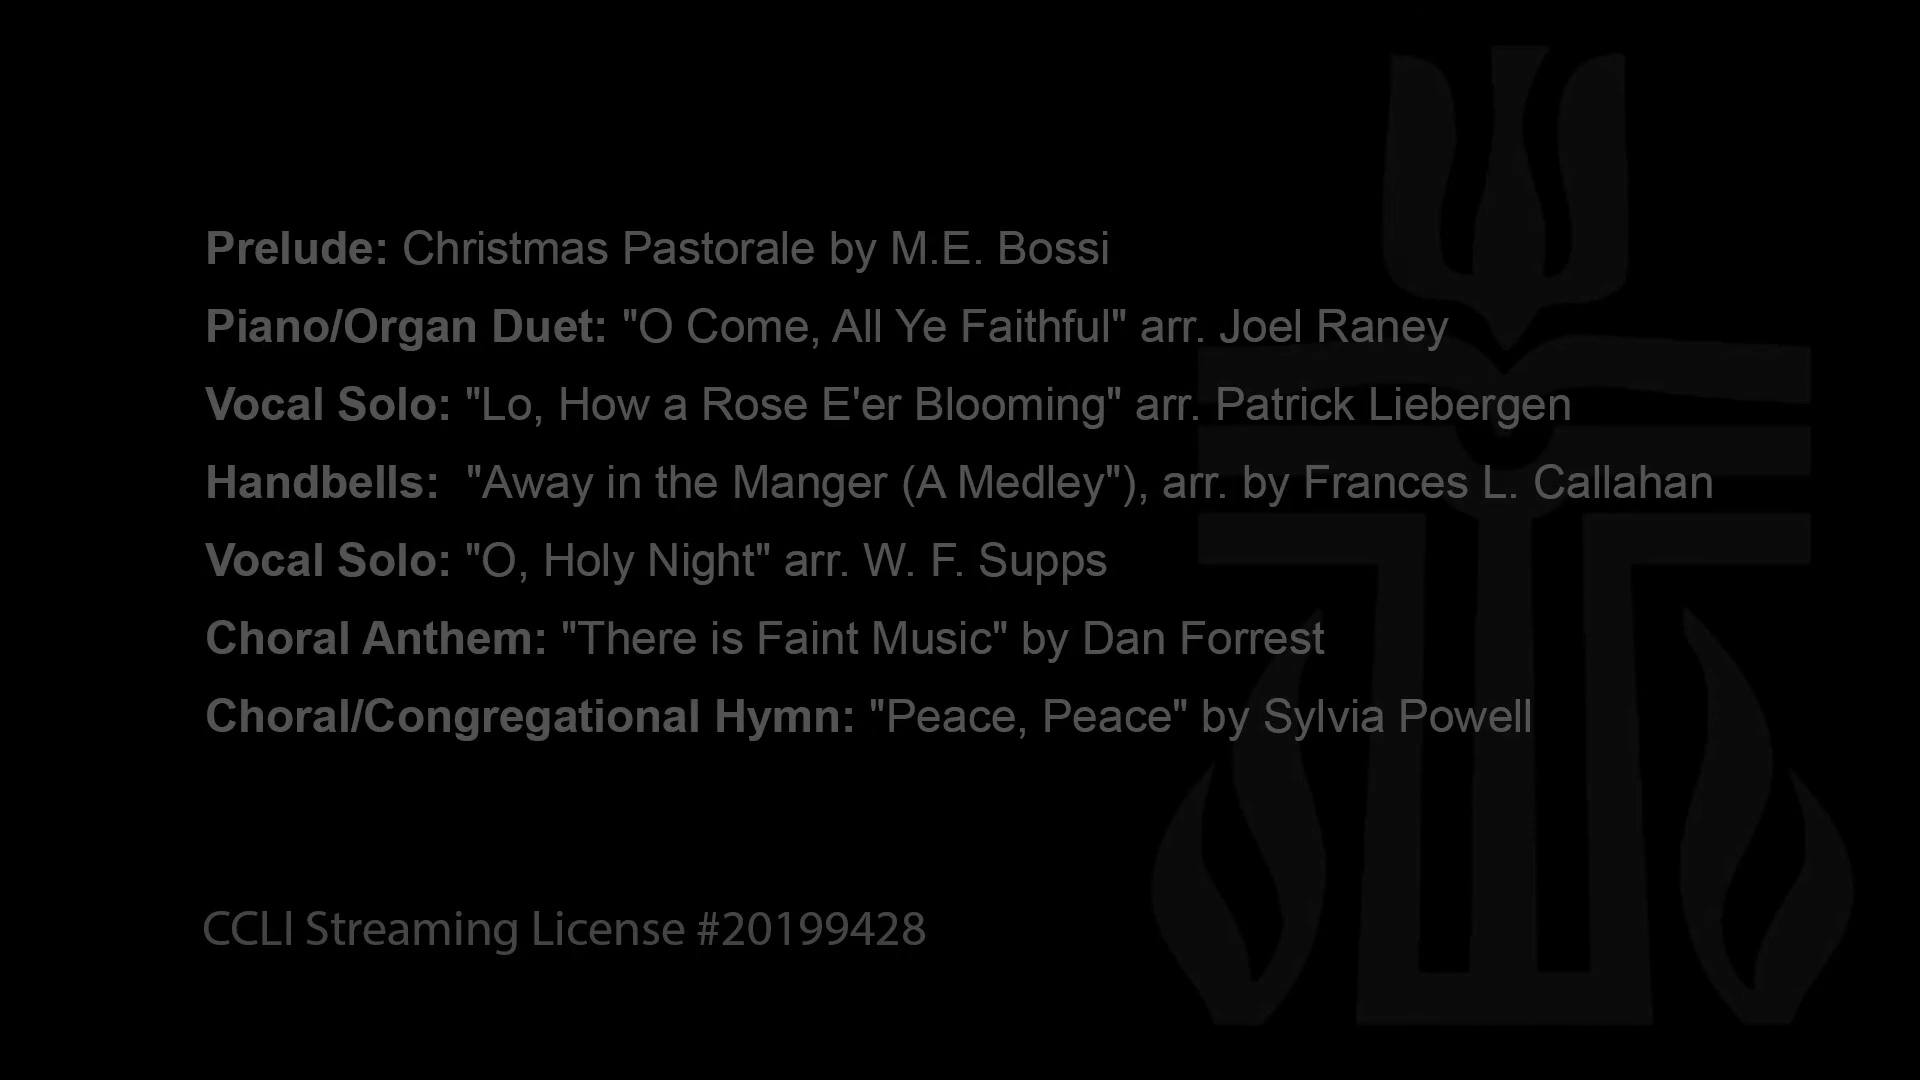 Prelude: Christmas Pastorale by M.E. Bossi
Piano/Organ Duet: "O Come, All Ye Faithful" arr. Joel Raney
Vocal Solo: "Lo, How a Rose E'er Blooming" arr. Patrick Liebergen
Handbells:  "Away in the Manger (A Medley"), arr. by Frances L. Callahan
Vocal Solo: "O, Holy Night" arr. W. F. Supps
Choral Anthem: "There is Faint Music" by Dan Forrest
Choral/Congregational Hymn: "Peace, Peace" by Sylvia Powell
CCLI Streaming License #20199428